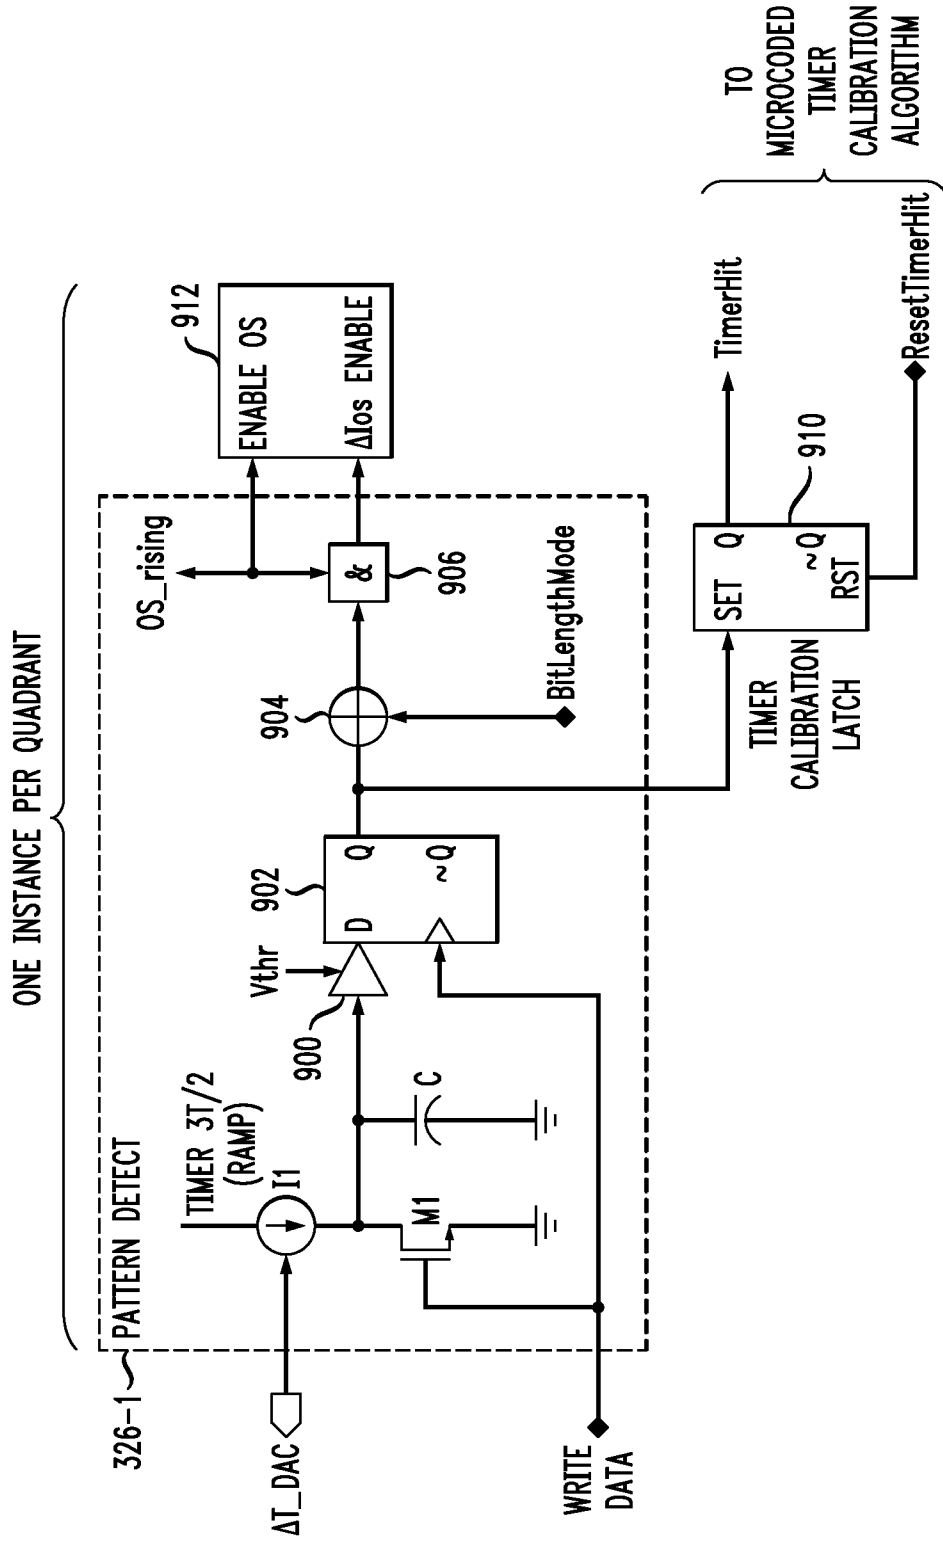 ONE INSTANCE PER QUADRANT
326-1
PATTERN DETECT
ΔT_DAC
TIMER 3T/2
(RAMP)
I1
M1
C
WRITE
DATA
Vthr
900
902
D
Q
~Q
904
BitLengthMode
OS_rising
&
906
912
ENABLE OS
ΔIos ENABLE
TIMER
CALIBRATION
LATCH
SET
Q
~Q
RST
910
TimerHit
ResetTimerHit
TO
MICROCODED
TIMER
CALIBRATION
ALGORITHM